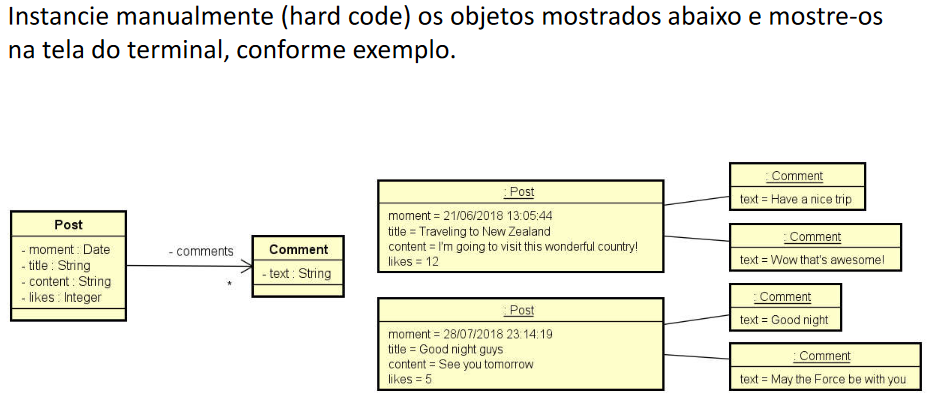 Instancie manualmente (hard code) os objetos mostrados abaixo e mostre-os
na tela do terminal, conforme exemplo.
Post
- moment : Date
- title : String
- content : String
- likes : Integer
- comments
*
Comment
- text : String
: Post
moment = 21/06/2018 13:05:44
title = Traveling to New Zealand
content = I'm going to visit this wonderful country!
likes = 12
: Comment
text = Have a nice trip
: Comment
text = Wow that's awesome!
: Post
moment = 28/07/2018 23:14:19
title = Good night guys
content = See you tomorrow
likes = 5
: Comment
text = Good night
: Comment
text = May the Force be with you